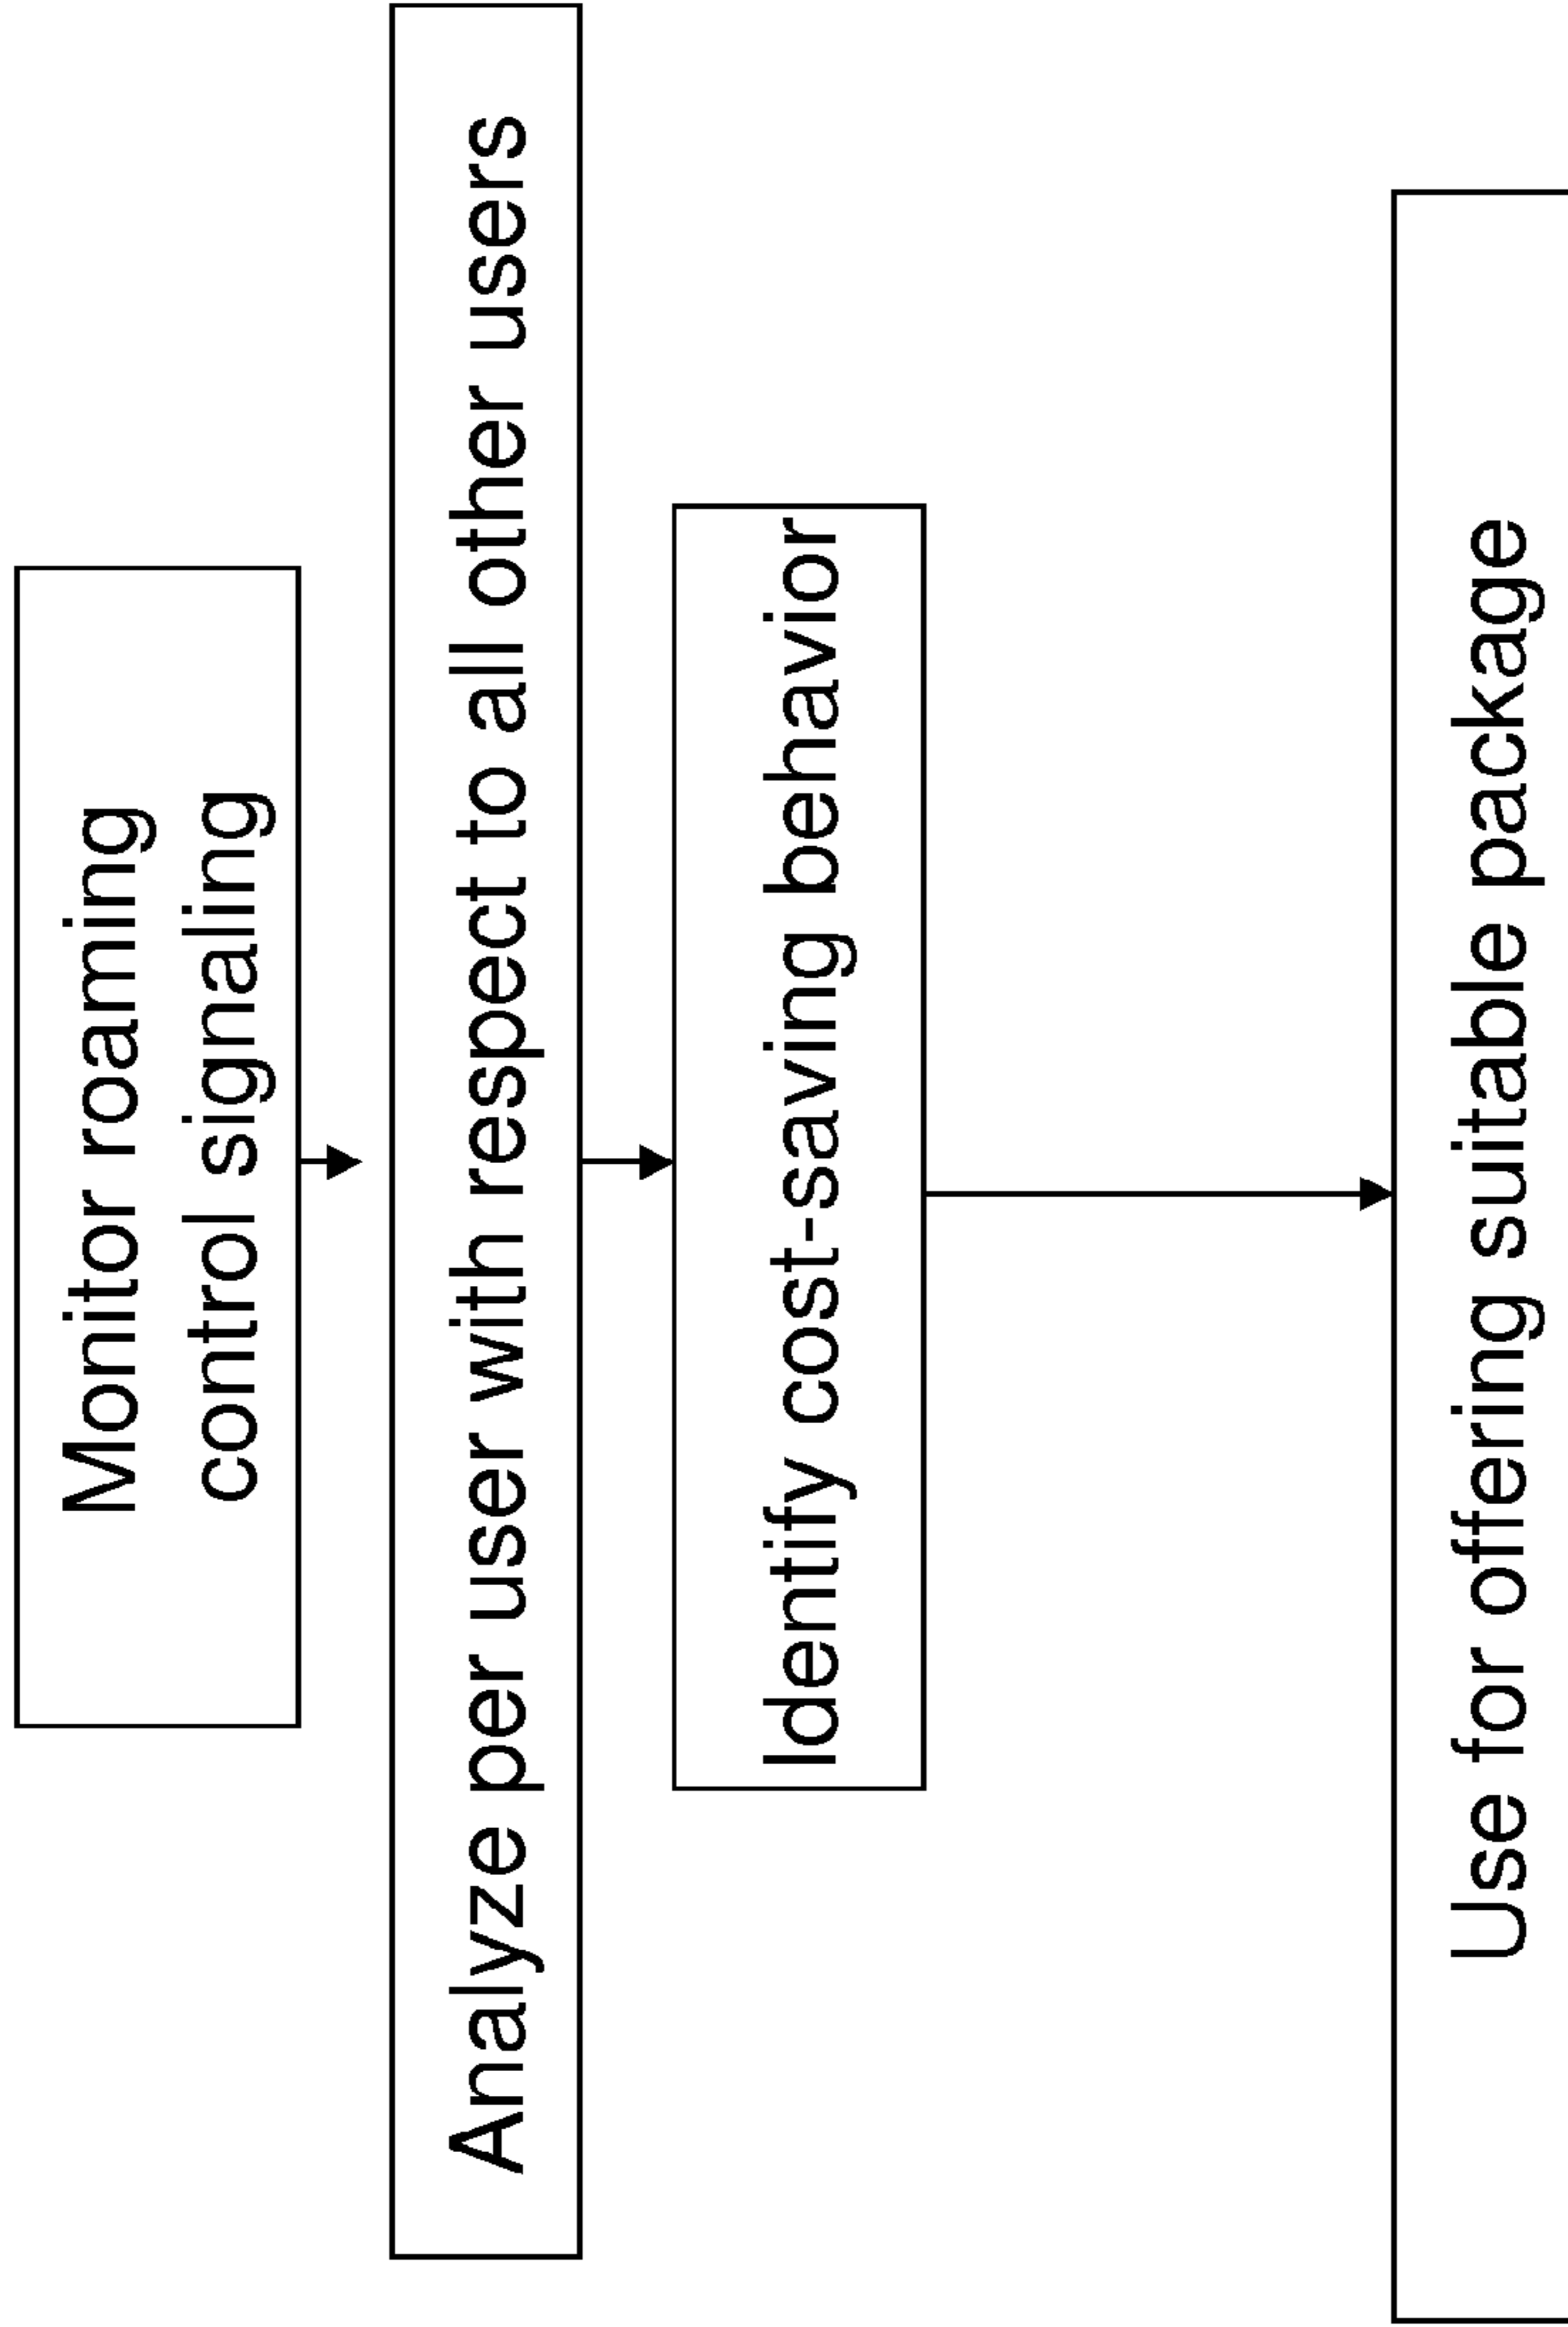 Monitor roaming
control signaling
Analyze per user with respect to all other users
Identify cost-saving behavior
Use for offering suitable package